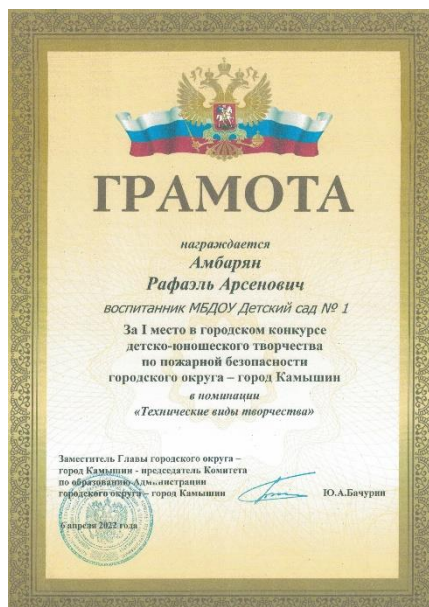 ГРАМОТА
награждается
Амбарян
Рафаэль Арсенович
воспитанник МБДОУ Детский сад № 1
За I место в городском конкурсе
детско-юношеского творчества
по пожарной безопасности
городского округа – город Камышин
в номинации
«Технические виды творчества»
Заместитель Главы городского округа –
город Камышин - председатель Комитета
по образованию Администрации
городского округа – город Камышин
Ю.А.Бачурин
6 апреля 2022 года